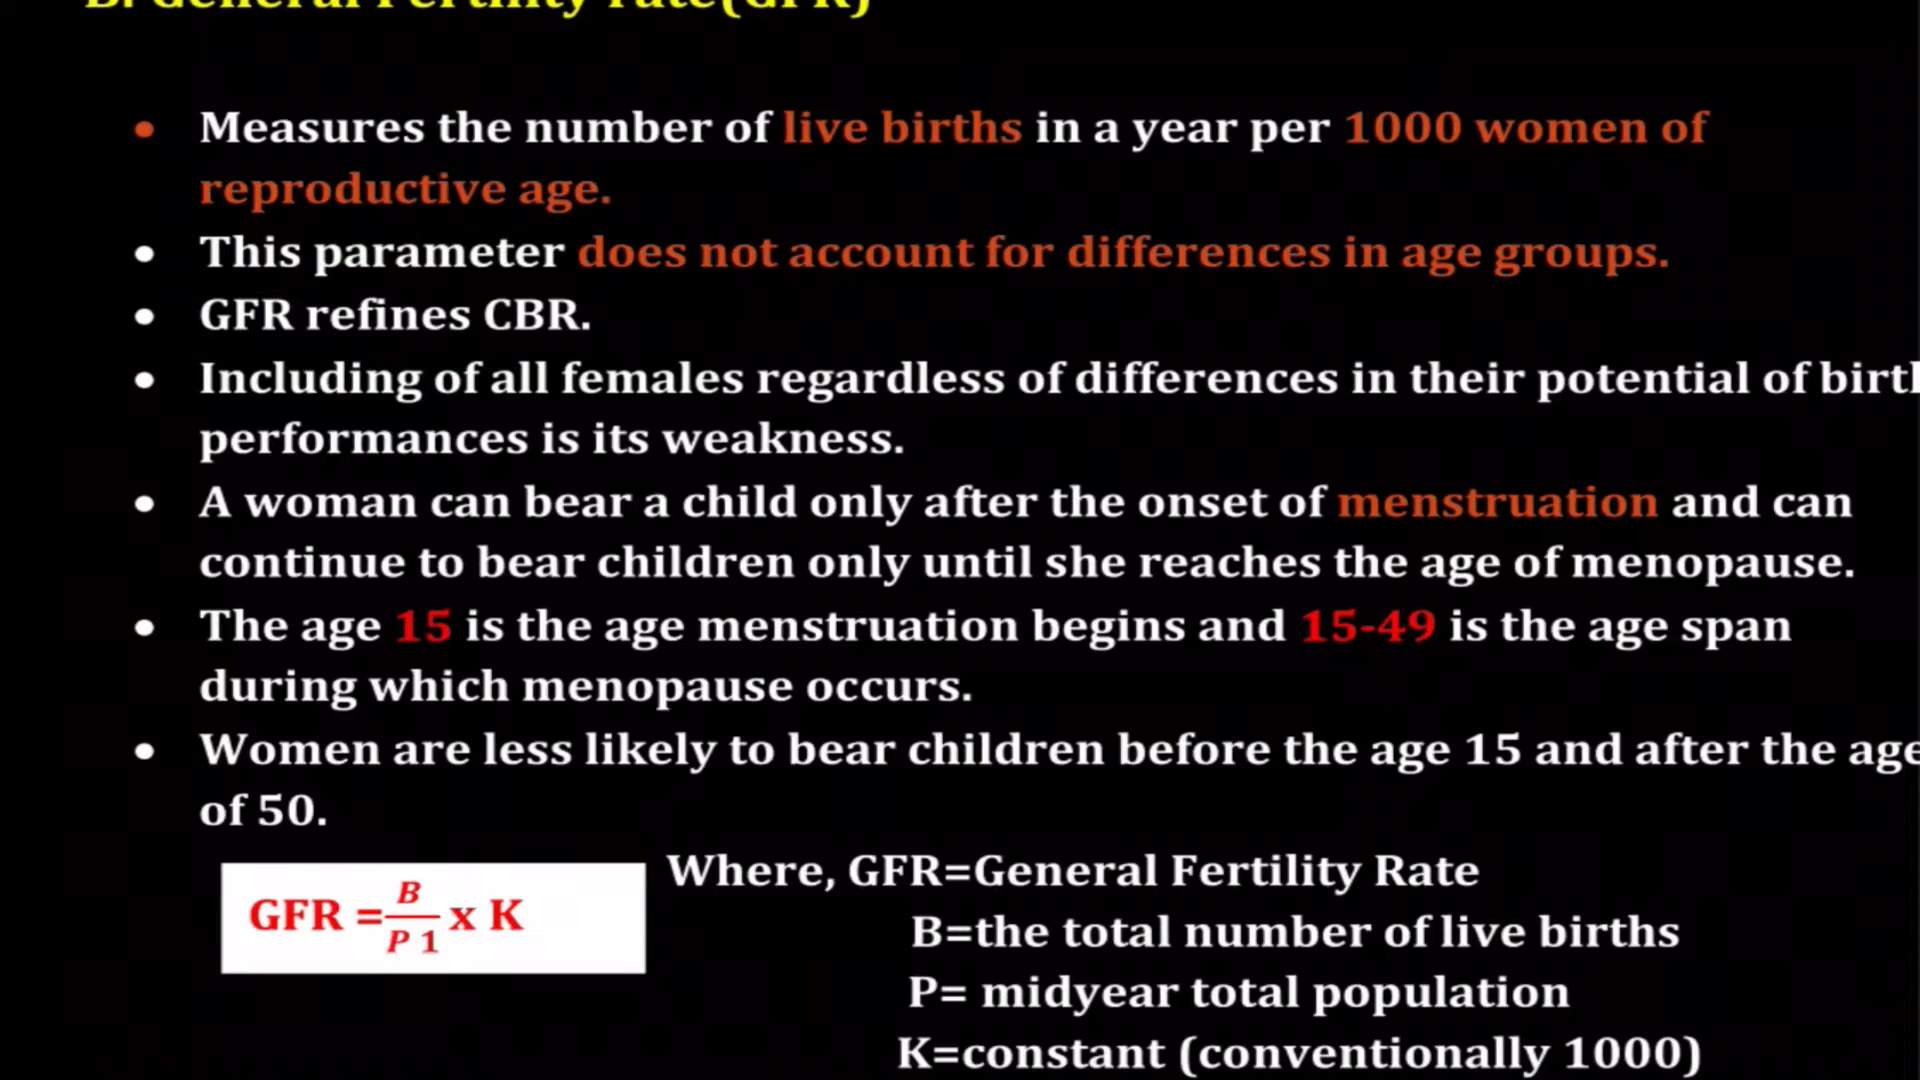 B. General Fertility rate(GFR)
• Measures the number of live births in a year per 1000 women of
reproductive age.
• This parameter does not account for differences in age groups.
• GFR refines CBR.
• Including of all females regardless of differences in their potential of birth
performances is its weakness.
• A woman can bear a child only after the onset of menstruation and can
continue to bear children only until she reaches the age of menopause.
• The age 15 is the age menstruation begins and 15-49 is the age span
during which menopause occurs.
• Women are less likely to bear children before the age 15 and after the age
of 50.
GFR = B/P 1 x K
Where, GFR=General Fertility Rate
B=the total number of live births
P= midyear total population
K=constant (conventionally 1000)